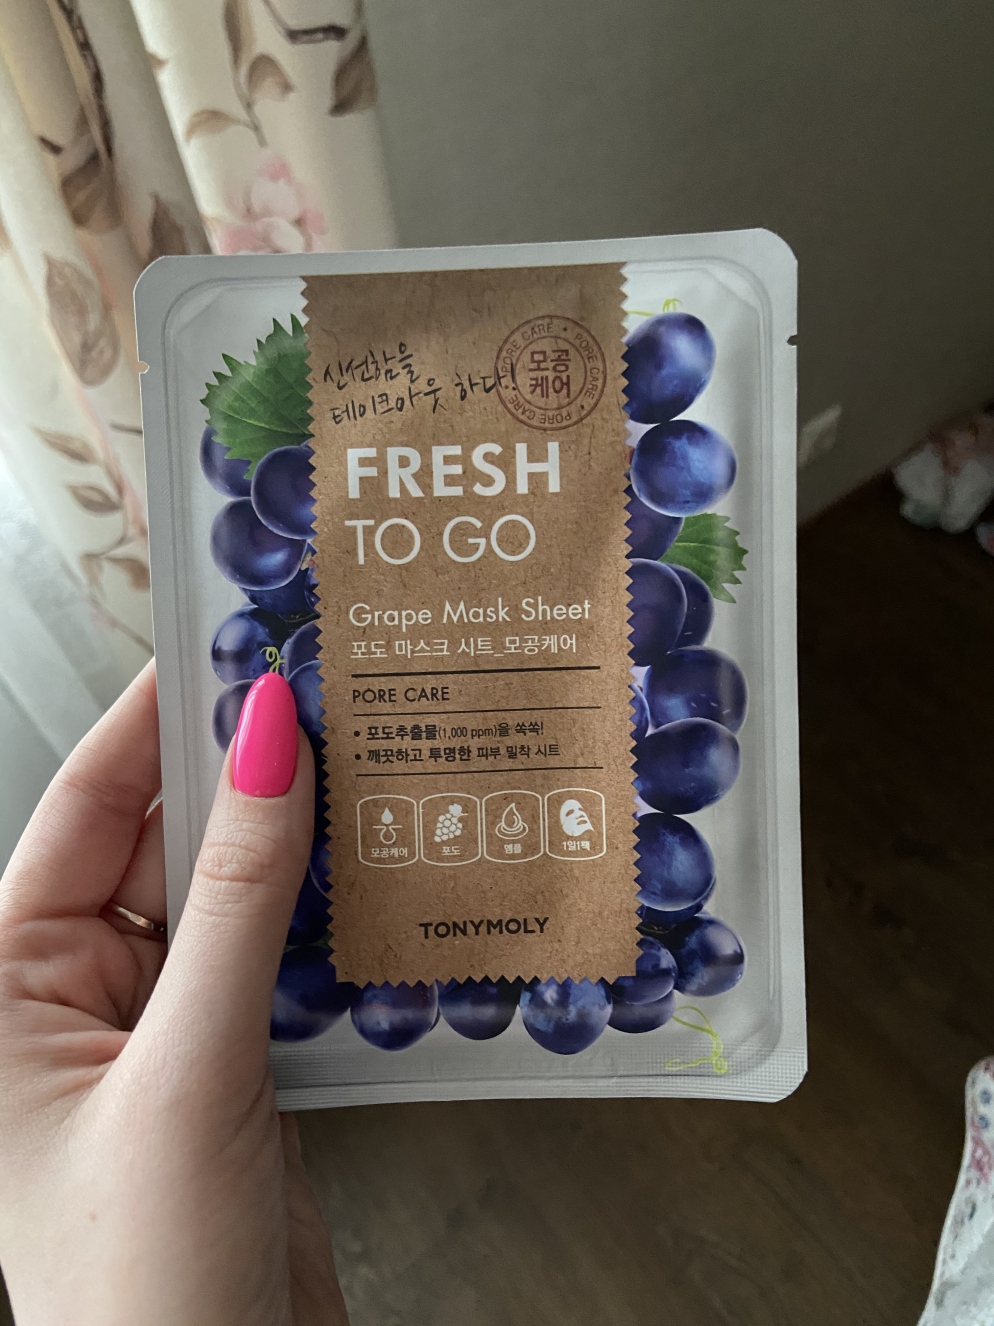 신선함을
테이크아웃 하다!
PORE CARE • PORE CARE • PORE CARE •
모공
케어
FRESH
TO GO
Grape Mask Sheet
포도 마스크 시트_모공케어
PORE CARE
• 포도추출물(1,000 ppm)을 쏙쏙!
• 깨끗하고 투명한 피부 밀착 시트
모공케어
포도
앰플
1일1팩
TONYMOLY